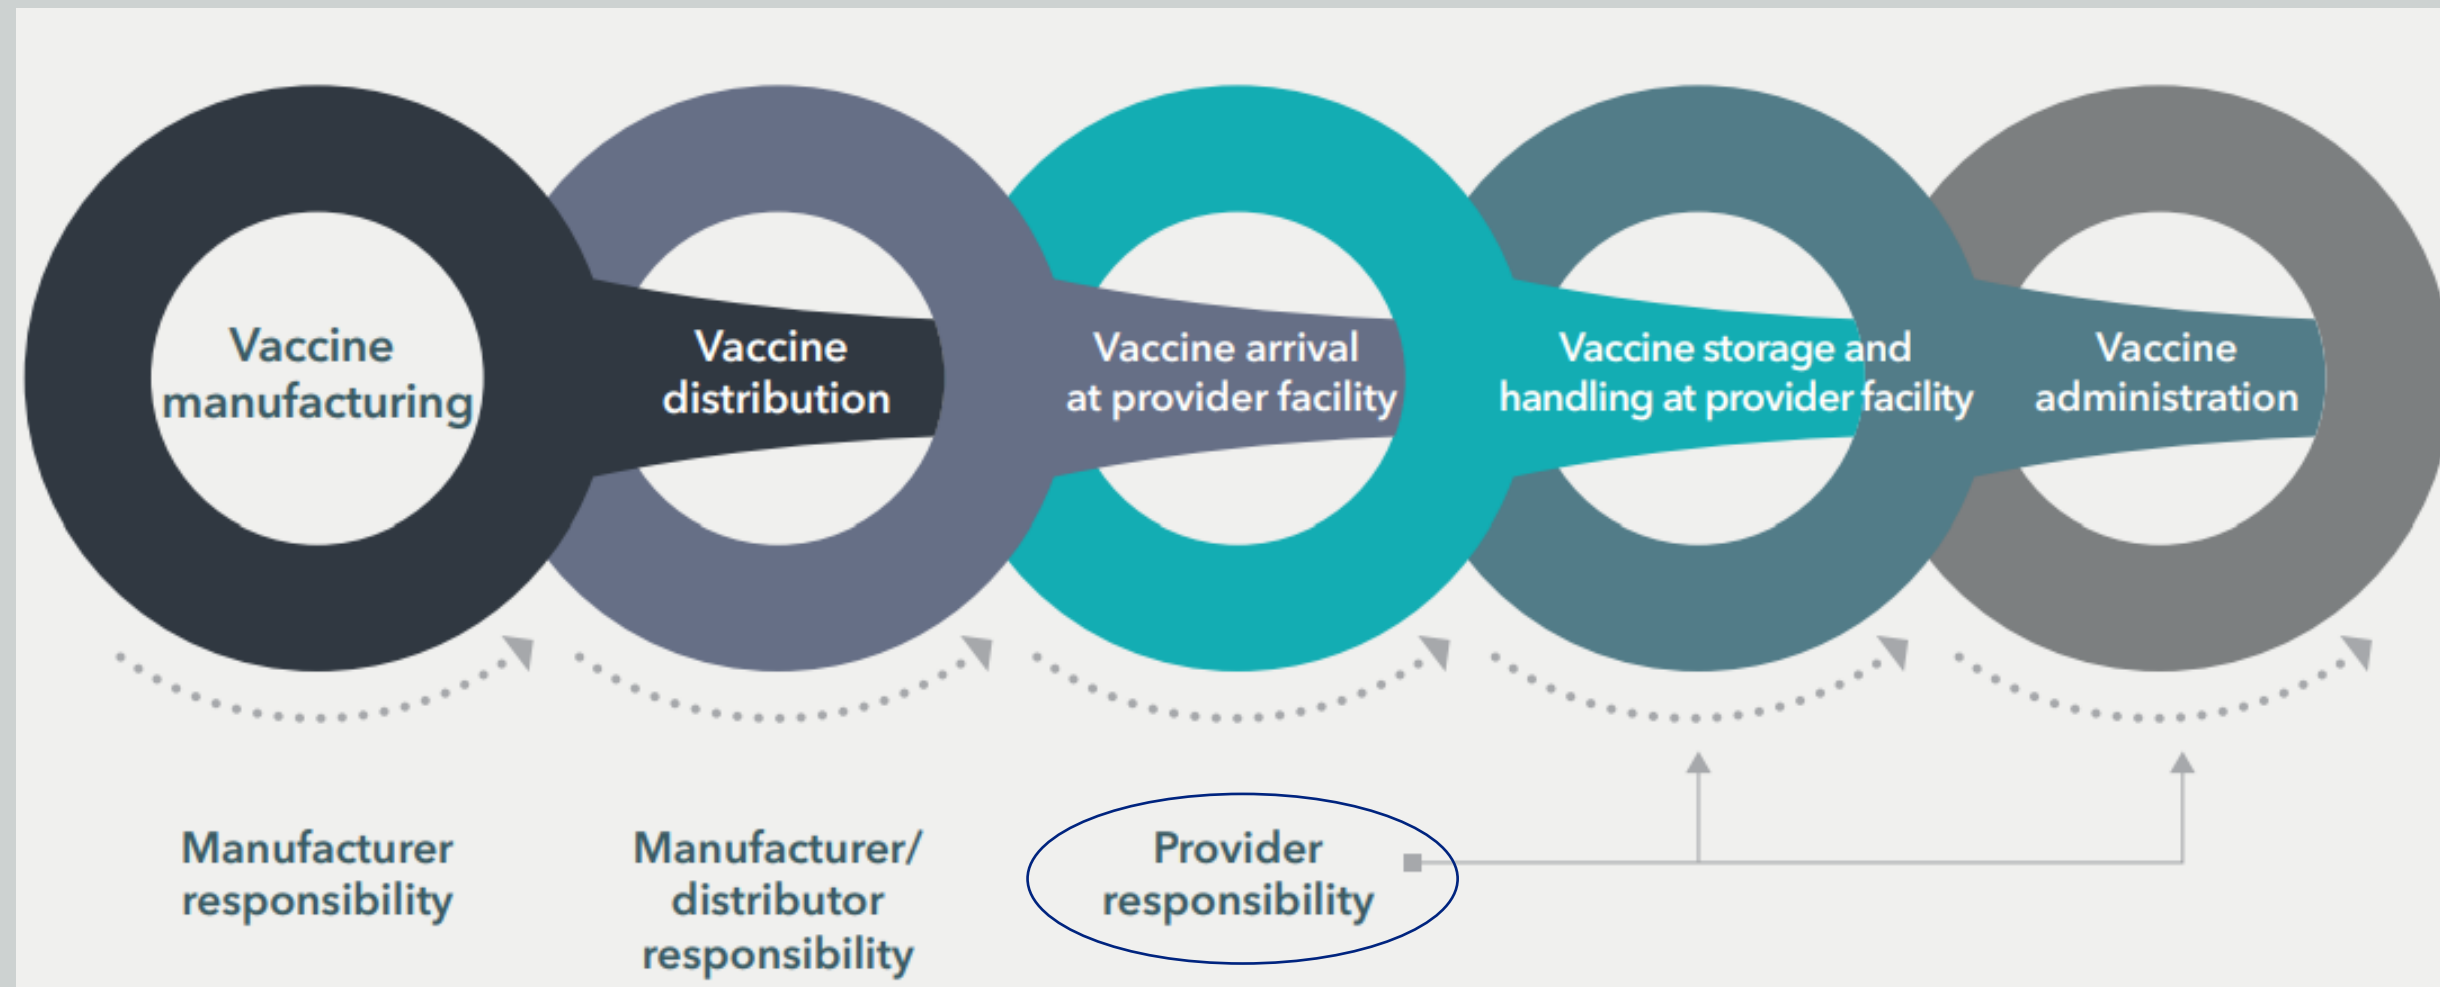 Vaccine
manufacturing
Vaccine
distribution
Vaccine arrival
at provider facility
Vaccine storage and
handling at provider facility
Vaccine
administration
Manufacturer
responsibility
Manufacturer/
distributor
responsibility
Provider
responsibility